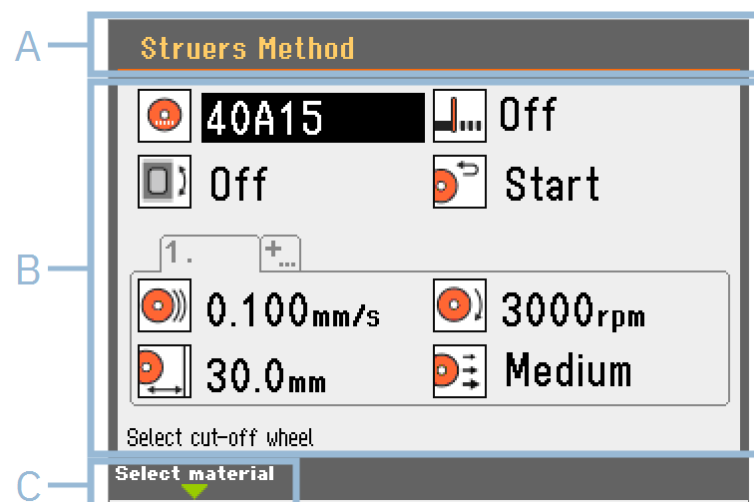 A
Struers Method
40A15 Off
Off Start
1. +...
B
0.100mm/s 3000rpm
30.0mm Medium
Select cut-off wheel
C
Select material